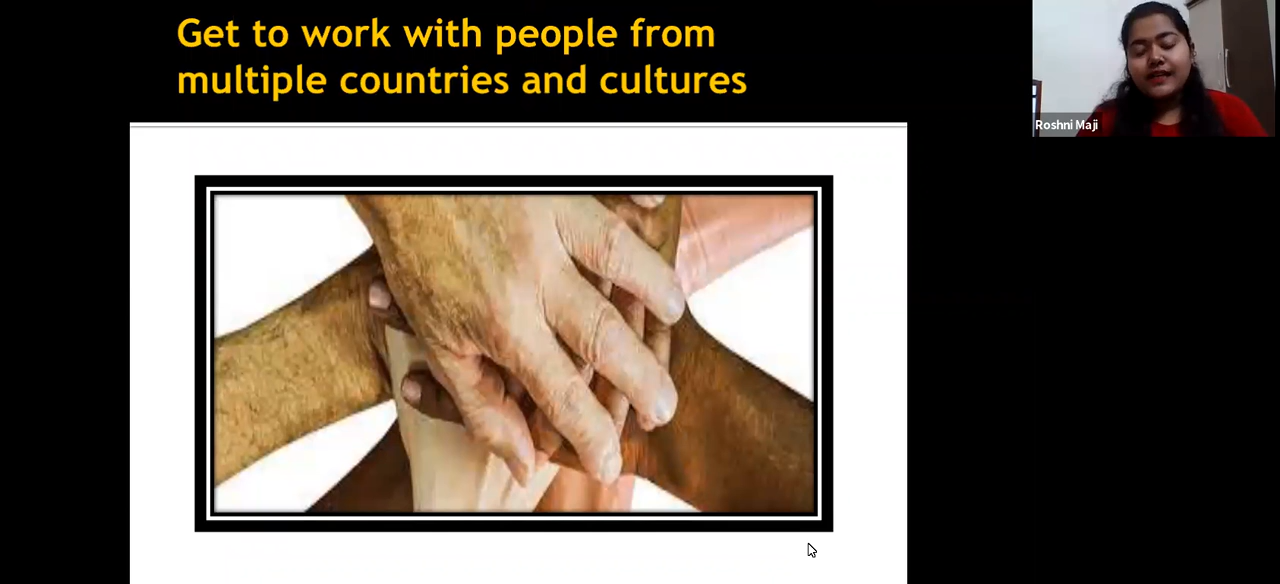 Get to work with people from
multiple countries and cultures
Roshni Maji